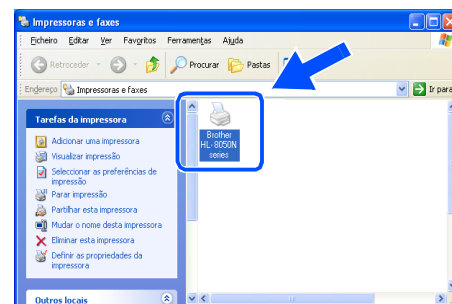 Impressoras e faxes
Ficheiro Editar Ver Favoritos Ferramentas Ajuda
Retroceder Procurar Pastas
Endereço Impressoras e faxes Ir para
Tarefas da impressora
Adicionar uma impressora
Visualizar impressão
Seleccionar as preferências de
impressão
Parar impressão
Partilhar esta impressora
Mudar o nome desta impressora
Eliminar esta impressora
Definir as propriedades da
impressora
Outros locais
Brother
HL-8050N
series